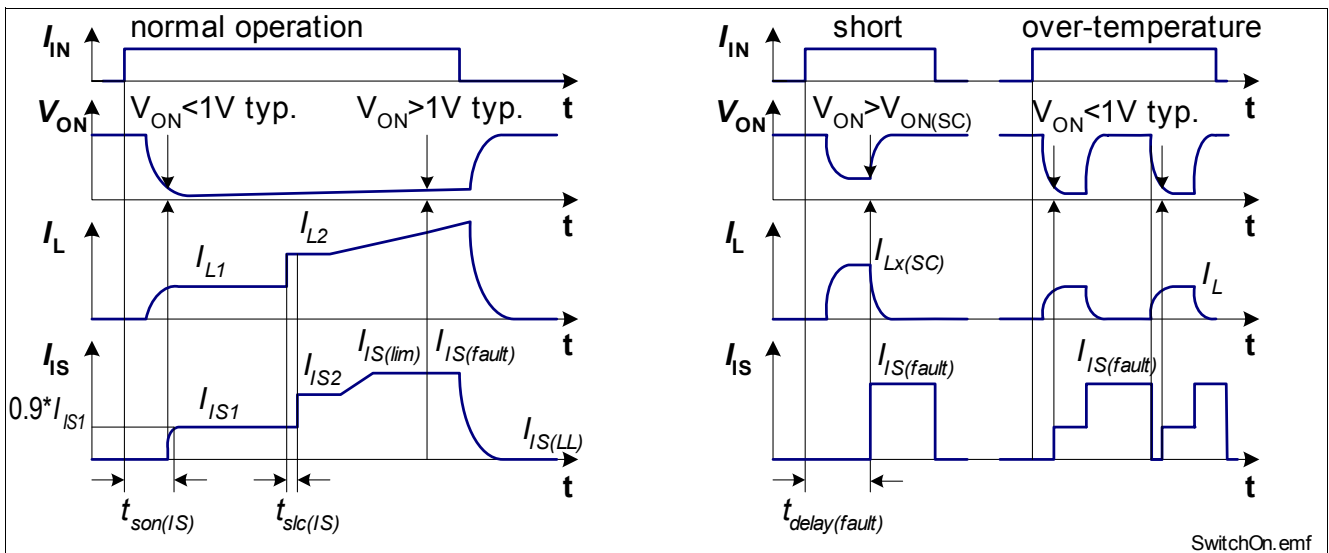 I_IN normal operation
t
V_ON V_ON<1V typ. V_ON>1V typ.
t
I_L I_L1 I_L2
t
I_IS I_IS1 I_IS2 I_IS(lim) I_IS(fault)
0.9*I_IS1
I_IS(LL)
t
t_son(IS) t_slc(IS)
I_IN short over-temperature
t
V_ON V_ON>V_ON(SC) V_ON<1V typ.
t
I_L I_Lx(SC) I_L
t
I_IS I_IS(fault) I_IS(fault)
t
t_delay(fault)
SwitchOn.emf